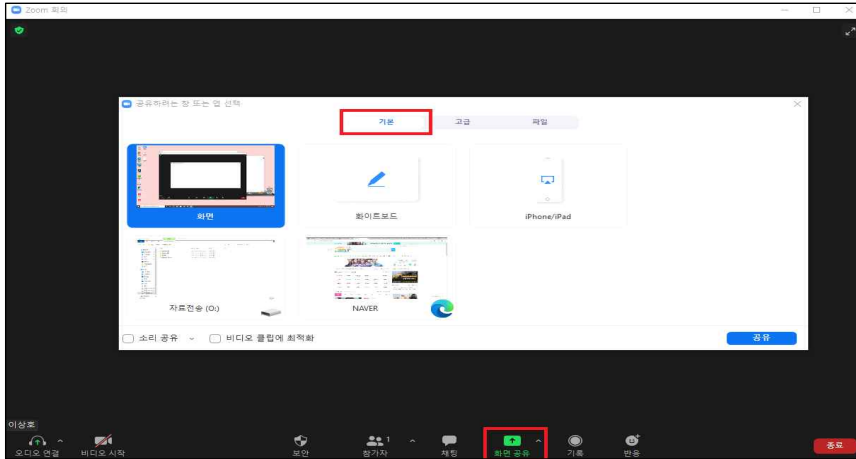 Zoom 회의
공유하려는 창 또는 앱 선택
기본 고급 파일
화면 화이트보드 iPhone/iPad
자료전송 (O:) NAVER
소리 공유 비디오 클립에 최적화 공유
이상호
오디오 연결 비디오 시작 보안 참가자 1 채팅 화면 공유 기록 반응 종료